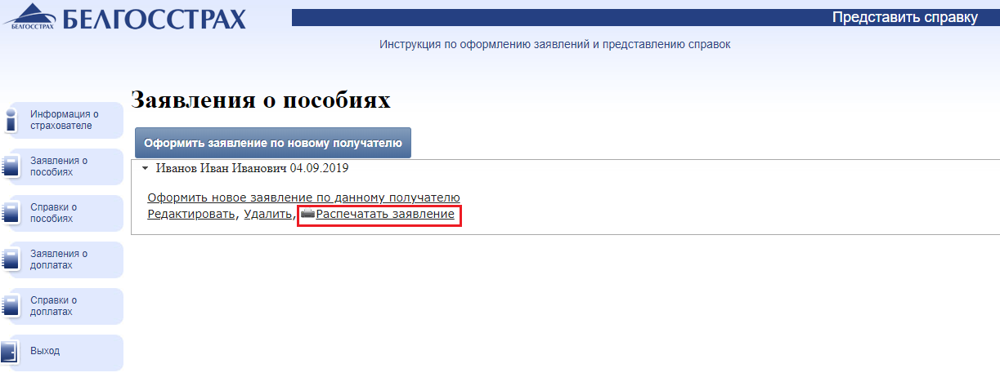 БЕЛГОССТРАХ
БЕЛГОССТРАХ
Представить справку
Инструкция по оформлению заявлений и представлению справок
Информация о
страхователе
Заявления о
пособиях
Справки о
пособиях
Заявления о
доплатах
Справки о
доплатах
Выход
Заявления о пособиях
Оформить заявление по новому получателю
Иванов Иван Иванович 04.09.2019
Оформить новое заявление по данному получателю
Редактировать, Удалить, Распечатать заявление